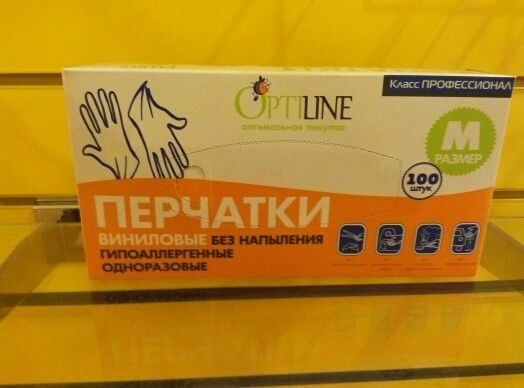 Класс ПРОФЕССИОНАЛ
OPTILINE
оптимальная покупка
M
РАЗМЕР
100
штук
ПЕРЧАТКИ
ВИНИЛОВЫЕ БЕЗ НАПЫЛЕНИЯ
ГИПОАЛЛЕРГЕННЫЕ
ОДНОРАЗОВЫЕ